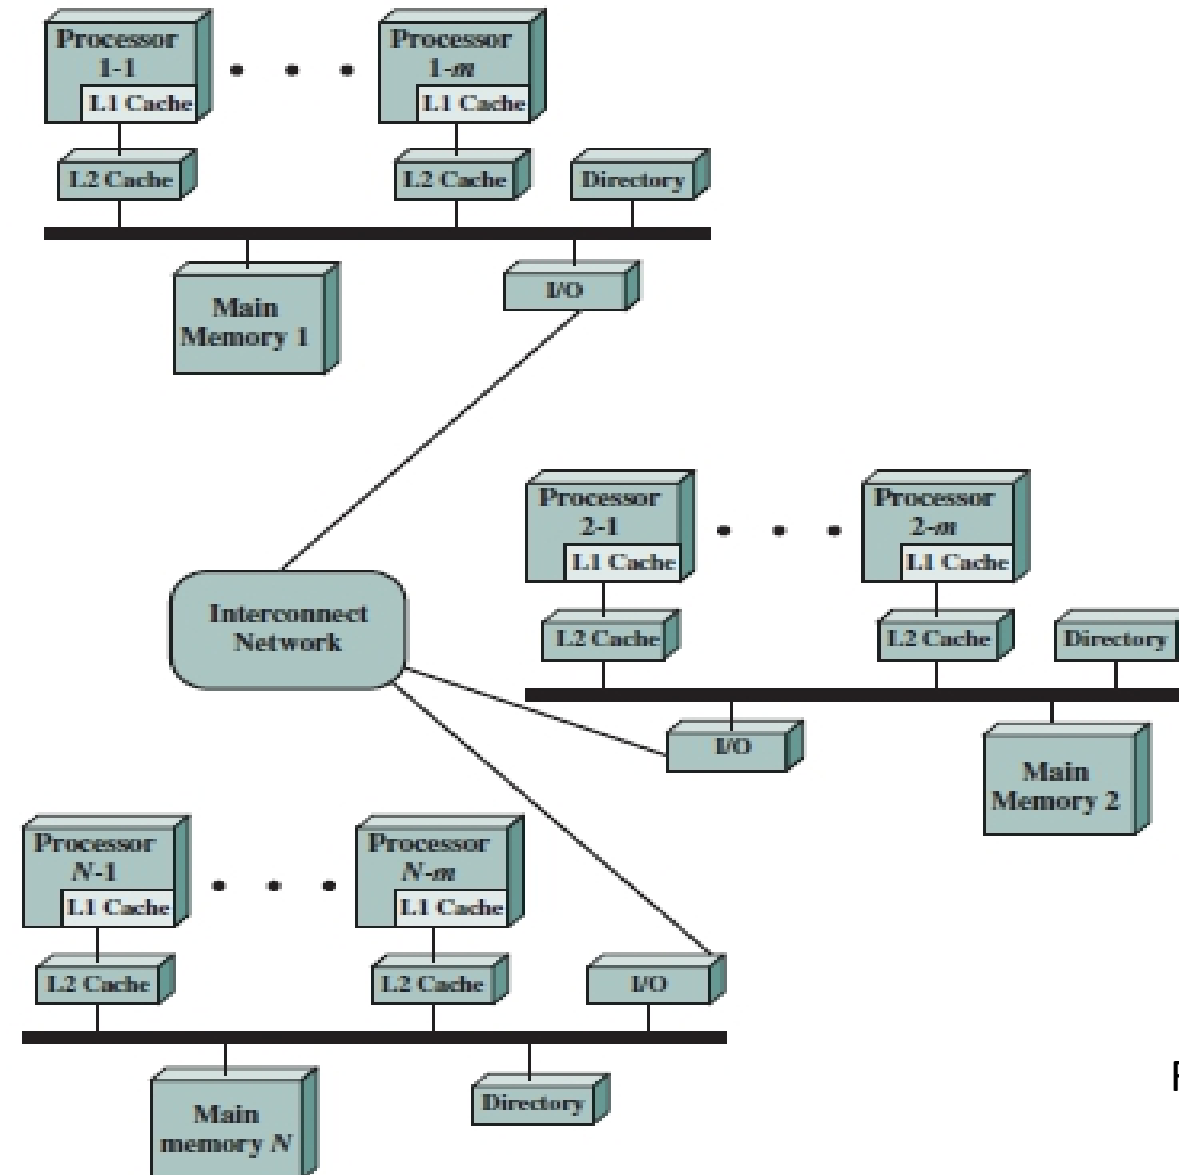 Processor
1-1
L1 Cache
Processor
1-m
L1 Cache
L2 Cache
L2 Cache
Directory
Main
Memory 1
I/O
Interconnect
Network
Processor
2-1
L1 Cache
Processor
2-m
L1 Cache
L2 Cache
L2 Cache
Directory
I/O
Main
Memory 2
Processor
N-1
L1 Cache
Processor
N-m
L1 Cache
L2 Cache
L2 Cache
I/O
Main
memory N
Directory